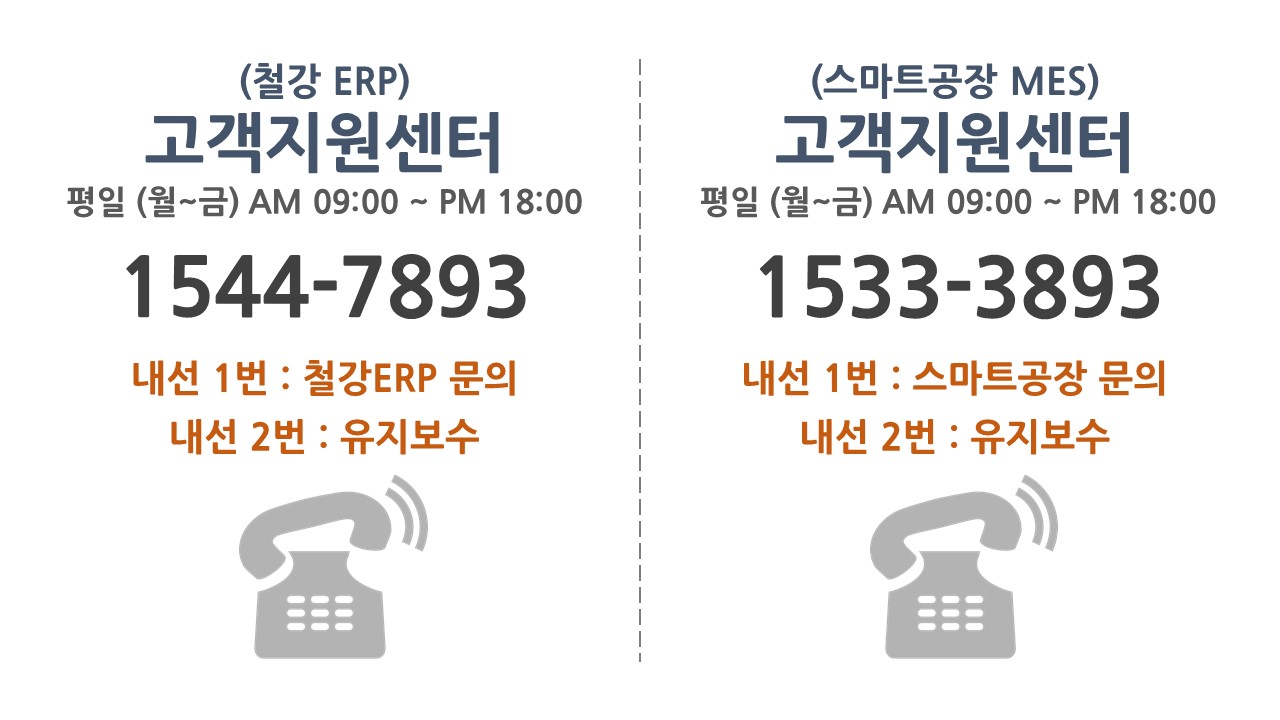 (철강 ERP)
고객지원센터
평일 (월~금) AM 09:00 ~ PM 18:00
1544-7893
내선 1번 : 철강ERP 문의
내선 2번 : 유지보수
(스마트공장 MES)
고객지원센터
평일 (월~금) AM 09:00 ~ PM 18:00
1533-3893
내선 1번 : 스마트공장 문의
내선 2번 : 유지보수